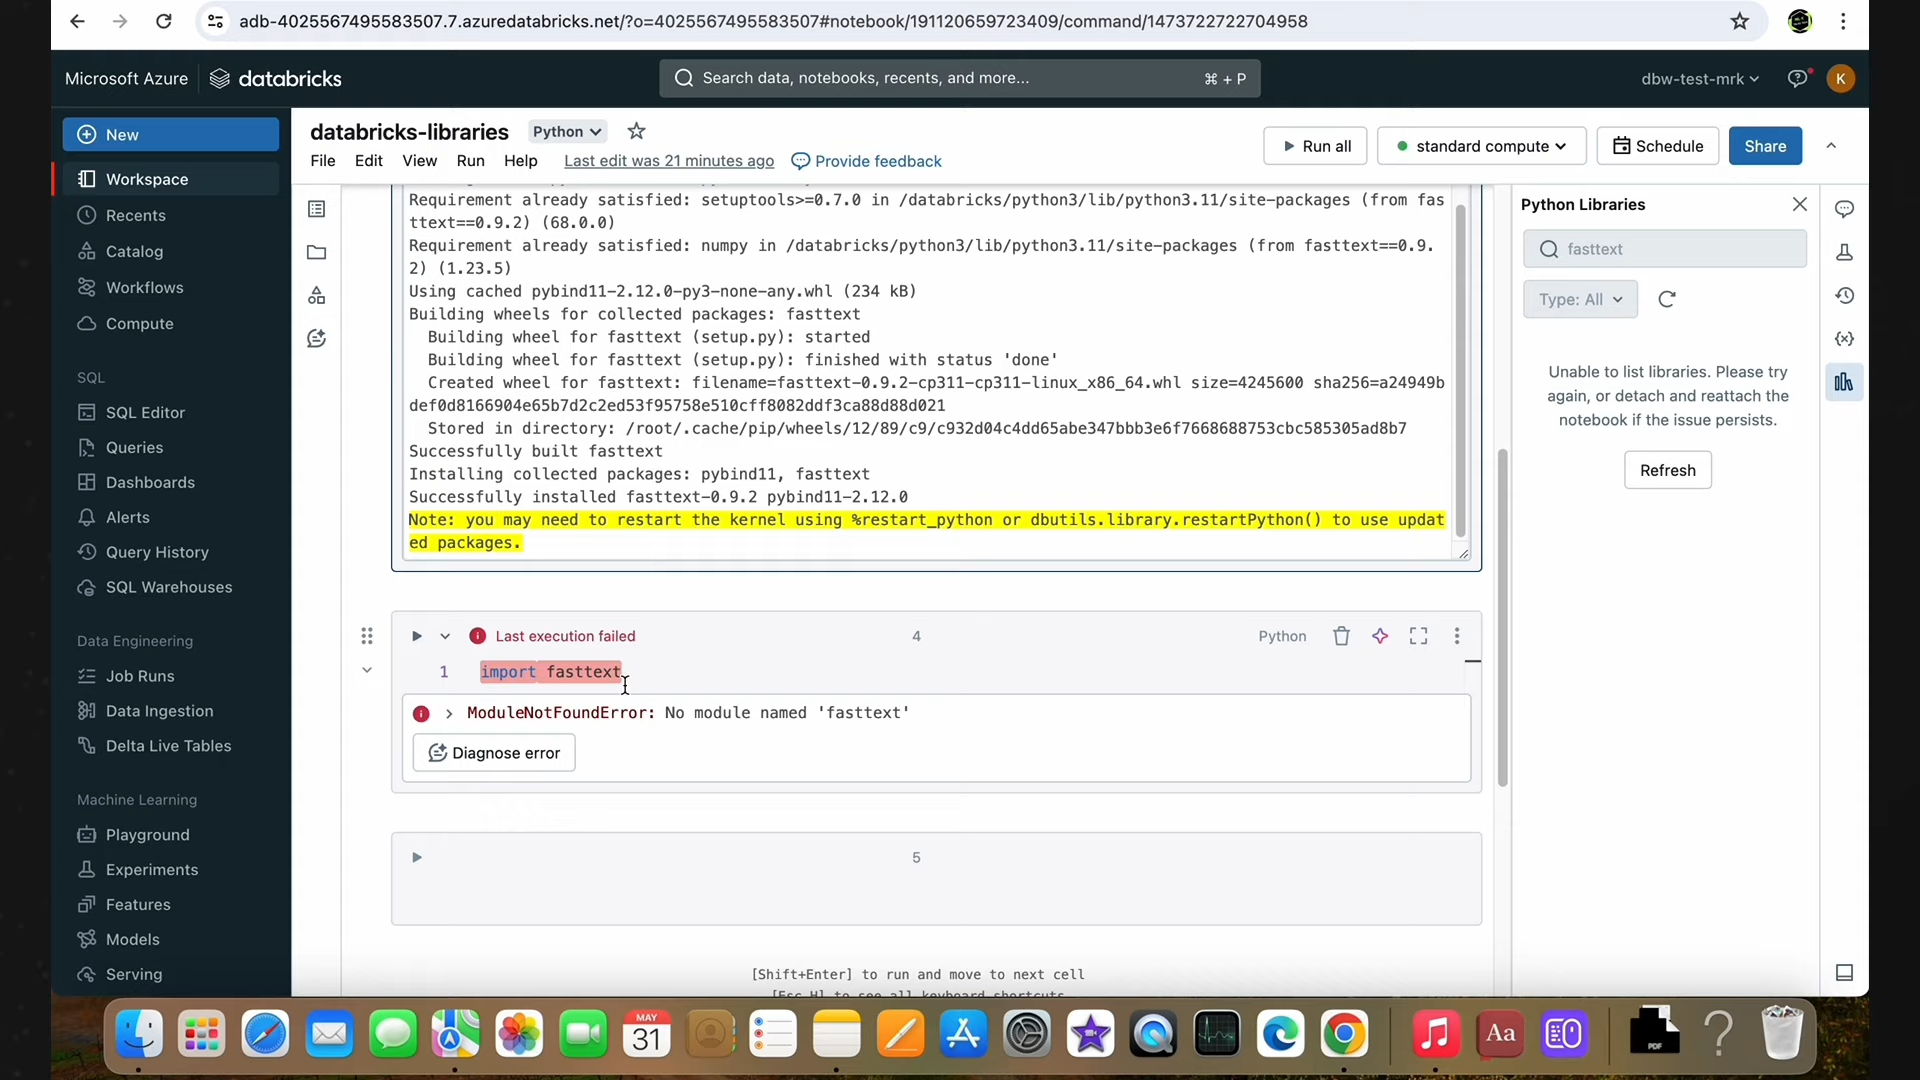 adb-4025567495583507.7.azuredatabricks.net/?o=4025567495583507#notebook/191120659723409/command/1473722722704958
Microsoft Azure databricks Search data, notebooks, recents, and more... ⌘ + P dbw-test-mrk K
New
Workspace
Recents
Catalog
Workflows
Compute
SQL
SQL Editor
Queries
Dashboards
Alerts
Query History
SQL Warehouses
Data Engineering
Job Runs
Data Ingestion
Delta Live Tables
Machine Learning
Playground
Experiments
Features
Models
Serving
databricks-libraries Python
File Edit View Run Help Last edit was 21 minutes ago Provide feedback
Run all standard compute Schedule Share
Requirement already satisfied: setuptools>=0.7.0 in /databricks/python3/lib/python3.11/site-packages (from fas
ttext==0.9.2) (68.0.0)
Requirement already satisfied: numpy in /databricks/python3/lib/python3.11/site-packages (from fasttext==0.9.
2) (1.23.5)
Using cached pybind11-2.12.0-py3-none-any.whl (234 kB)
Building wheels for collected packages: fasttext
Building wheel for fasttext (setup.py): started
Building wheel for fasttext (setup.py): finished with status 'done'
Created wheel for fasttext: filename=fasttext-0.9.2-cp311-cp311-linux_x86_64.whl size=4245600 sha256=a24949b
def0d8166904e65b7d2c2ed53f95758e510cff8082ddf3ca88d88d021
Stored in directory: /root/.cache/pip/wheels/12/89/c9/c932d04c4dd65abe347bbb3e6f7668688753cbc585305ad8b7
Successfully built fasttext
Installing collected packages: pybind11, fasttext
Successfully installed fasttext-0.9.2 pybind11-2.12.0
Note: you may need to restart the kernel using %restart_python or dbutils.library.restartPython() to use updat
ed packages.
Last execution failed 4 Python
1 import fasttext
ModuleNotFoundError: No module named 'fasttext'
Diagnose error
5
[Shift+Enter] to run and move to next cell
[Esc H] to see all keyboard shortcuts
Python Libraries
fasttext
Type: All
Unable to list libraries. Please try
again, or detach and reattach the
notebook if the issue persists.
Refresh
MAY
31
Aa
PDF